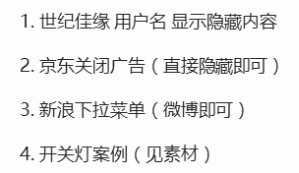 1. 世纪佳缘 用户名 显示隐藏内容
2. 京东关闭广告（直接隐藏即可）
3. 新浪下拉菜单（微博即可）
4. 开关灯案例（见素材）